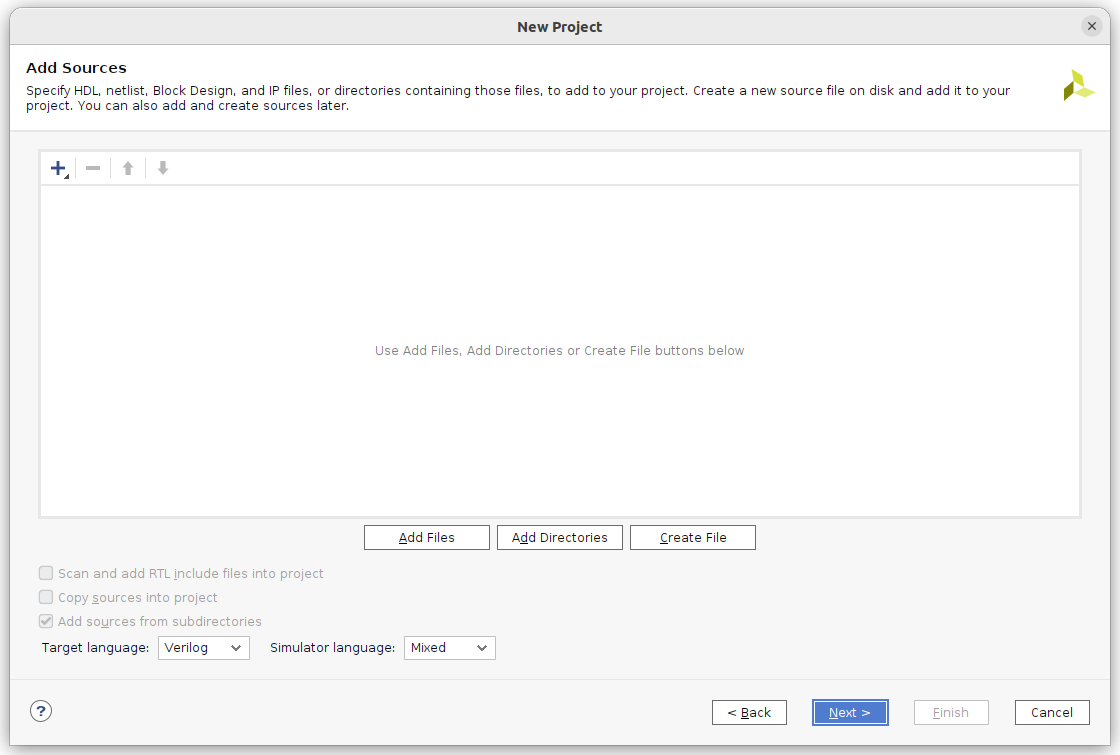 New Project
Add Sources
Specify HDL, netlist, Block Design, and IP files, or directories containing those files, to add to your project. Create a new source file on disk and add it to your
project. You can also add and create sources later.
Use Add Files, Add Directories or Create File buttons below
Add Files Add Directories Create File
Scan and add RTL include files into project
Copy sources into project
Add sources from subdirectories
Target language: Verilog Simulator language: Mixed
? < Back Next > Finish Cancel